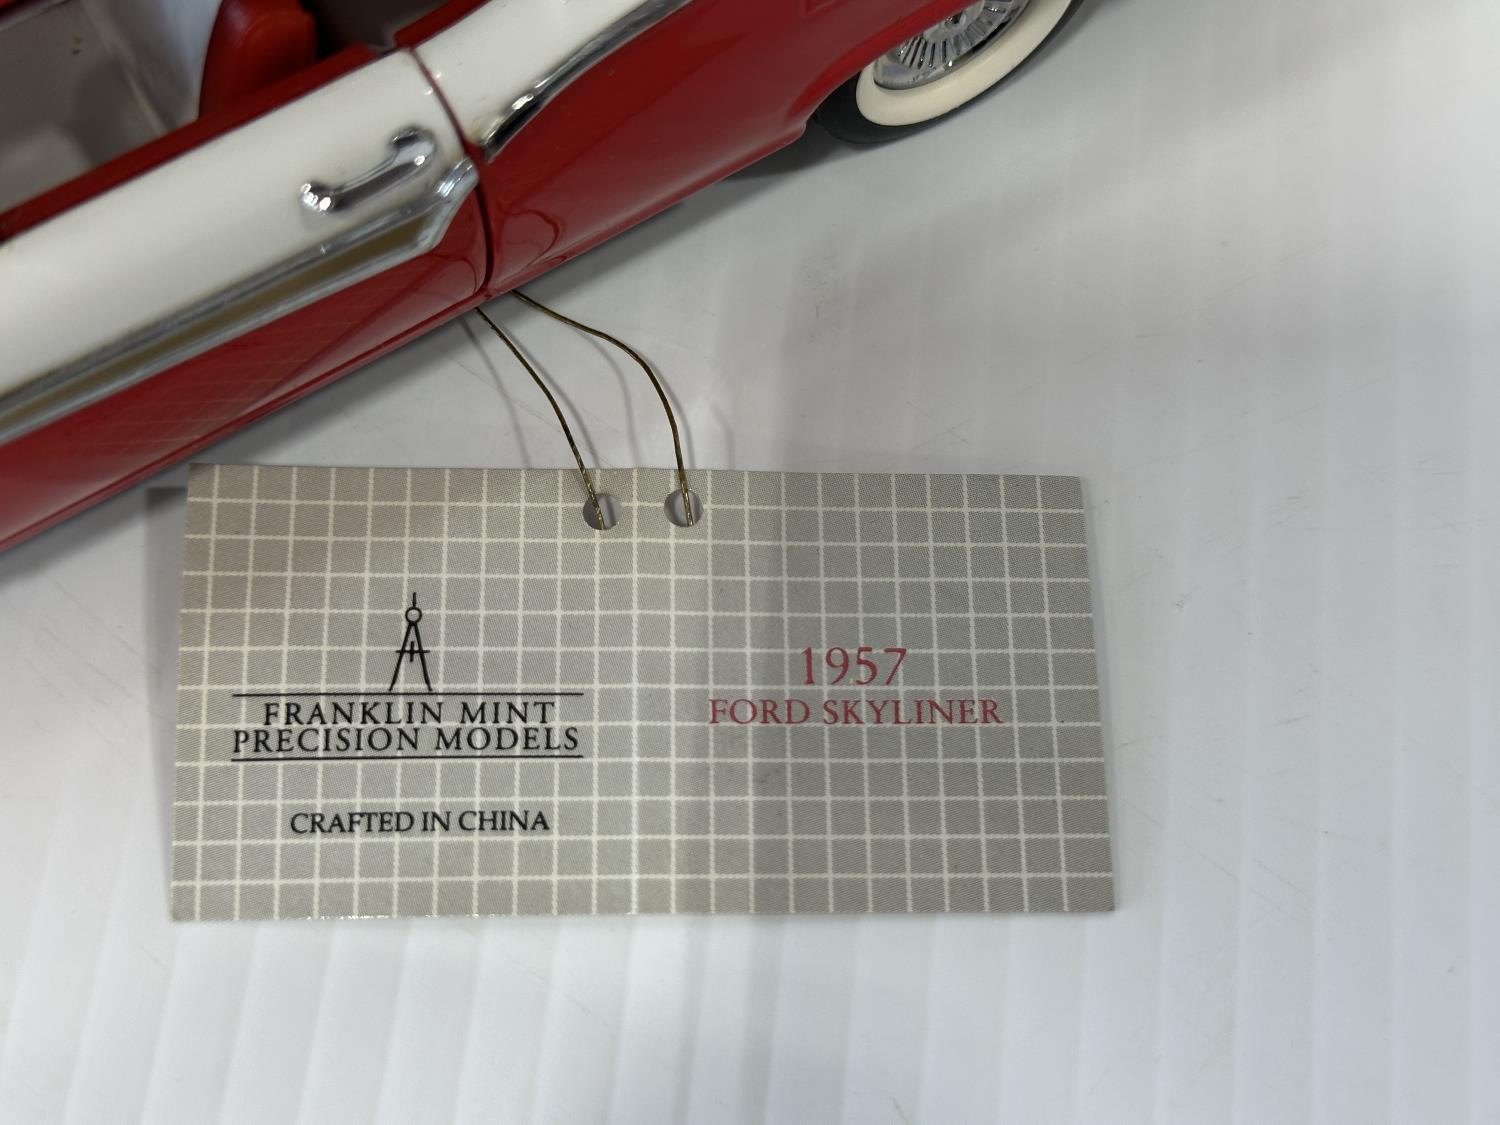 FRANKLIN MINT
PRECISION MODELS
CRAFTED IN CHINA
1957
FORD SKYLINER